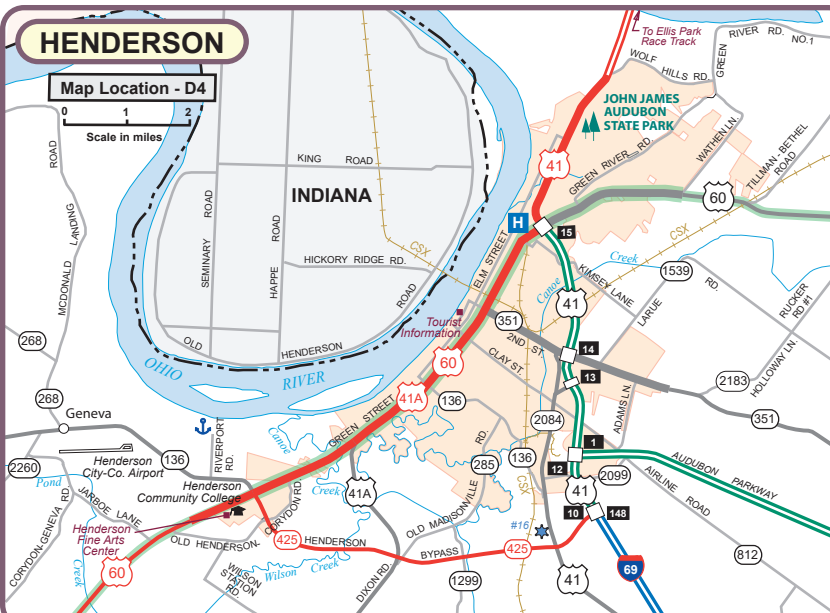 HENDERSON
Map Location - D4
0 1 2
Scale in miles
To Ellis Park
Race Track
GREEN
RIVER RD. NO.1
WOLF HILLS RD.
JOHN JAMES
AUDUBON
STATE PARK
WATHEN LN.
TILLMAN - BETHEL
ROAD
GREEN RIVER RD
41
60
H
15
CSX
ROAD
McDONALD LANDING
KING ROAD
INDIANA
SEMINARY ROAD
HAPPE ROAD
HICKORY RIDGE RD.
CSX
ROAD
OLD HENDERSON
ELM STREET
Canoe
Creek
KIMSEY LANE
1539
41
LARUE RD.
RUCKER
RD #1
Tourist
Information
351
2ND ST.
CLAY ST.
14
13
HOLLOWAY LN.
2183
351
268
268
OHIO RIVER
60
41A
GREEN STREET
136
ADAMS LN.
2084
Geneva
136
RIVERPORT
RD.
Henderson
City-Co. Airport
2260
Pond
Creek
Canoe
Creek
RD.
285
136
1
12
2099
AUDUBON PARKWAY
AIRLINE ROAD
41
Henderson
Community College
41A
CORYDON RD.
JARBOE LANE
CORYDON-GENEVA RD
Henderson
Fine Arts
Center
OLD HENDERSON-
OLD MADISONVILLE
CSX
#16
10
148
425
HENDERSON BYPASS
425
69
812
60
WILSON
STATION
RD.
Wilson Creek
DIXON RD.
1299
41